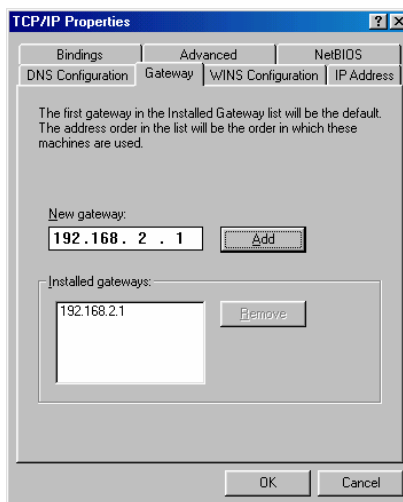 TCP/IP Properties
? x
Bindings Advanced NetBIOS
DNS Configuration Gateway WINS Configuration IP Address
The first gateway in the Installed Gateway list will be the default.
The address order in the list will be the order in which these
machines are used.
New gateway:
192.168. 2 . 1 Add
Installed gateways:
192.168.2.1 Remove
OK Cancel